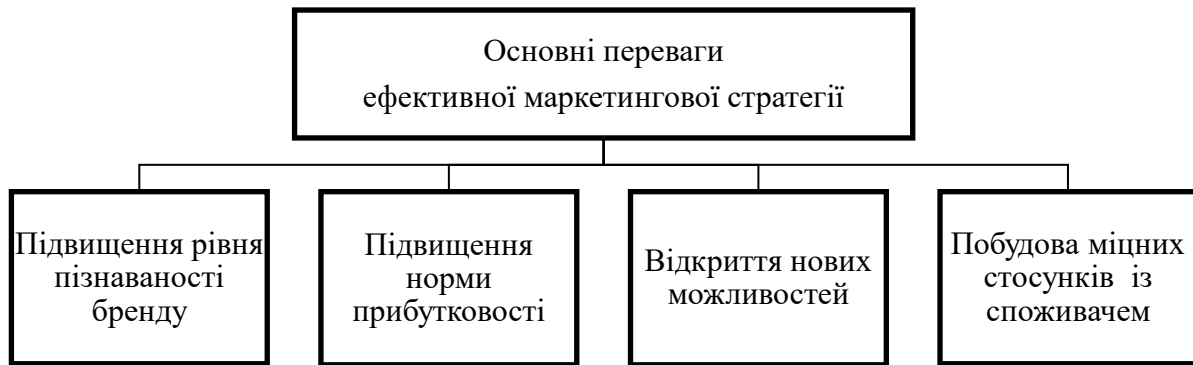 Основні переваги
ефективної маркетингової стратегії
Підвищення рівня
пізнаваності
бренду
Підвищення
норми
прибутковості
Відкриття нових
можливостей
Побудова міцних
стосунків із
споживачем